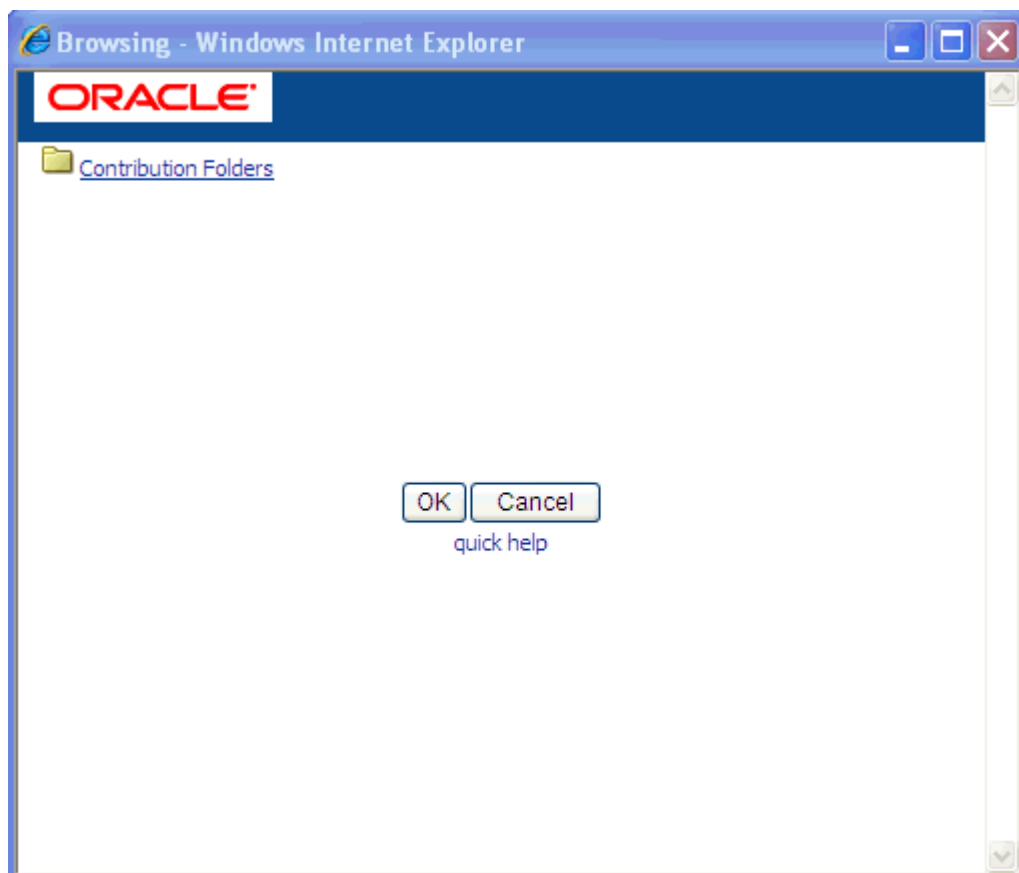 Browsing - Windows Internet Explorer
ORACLE
Contribution Folders
OK Cancel
quick help